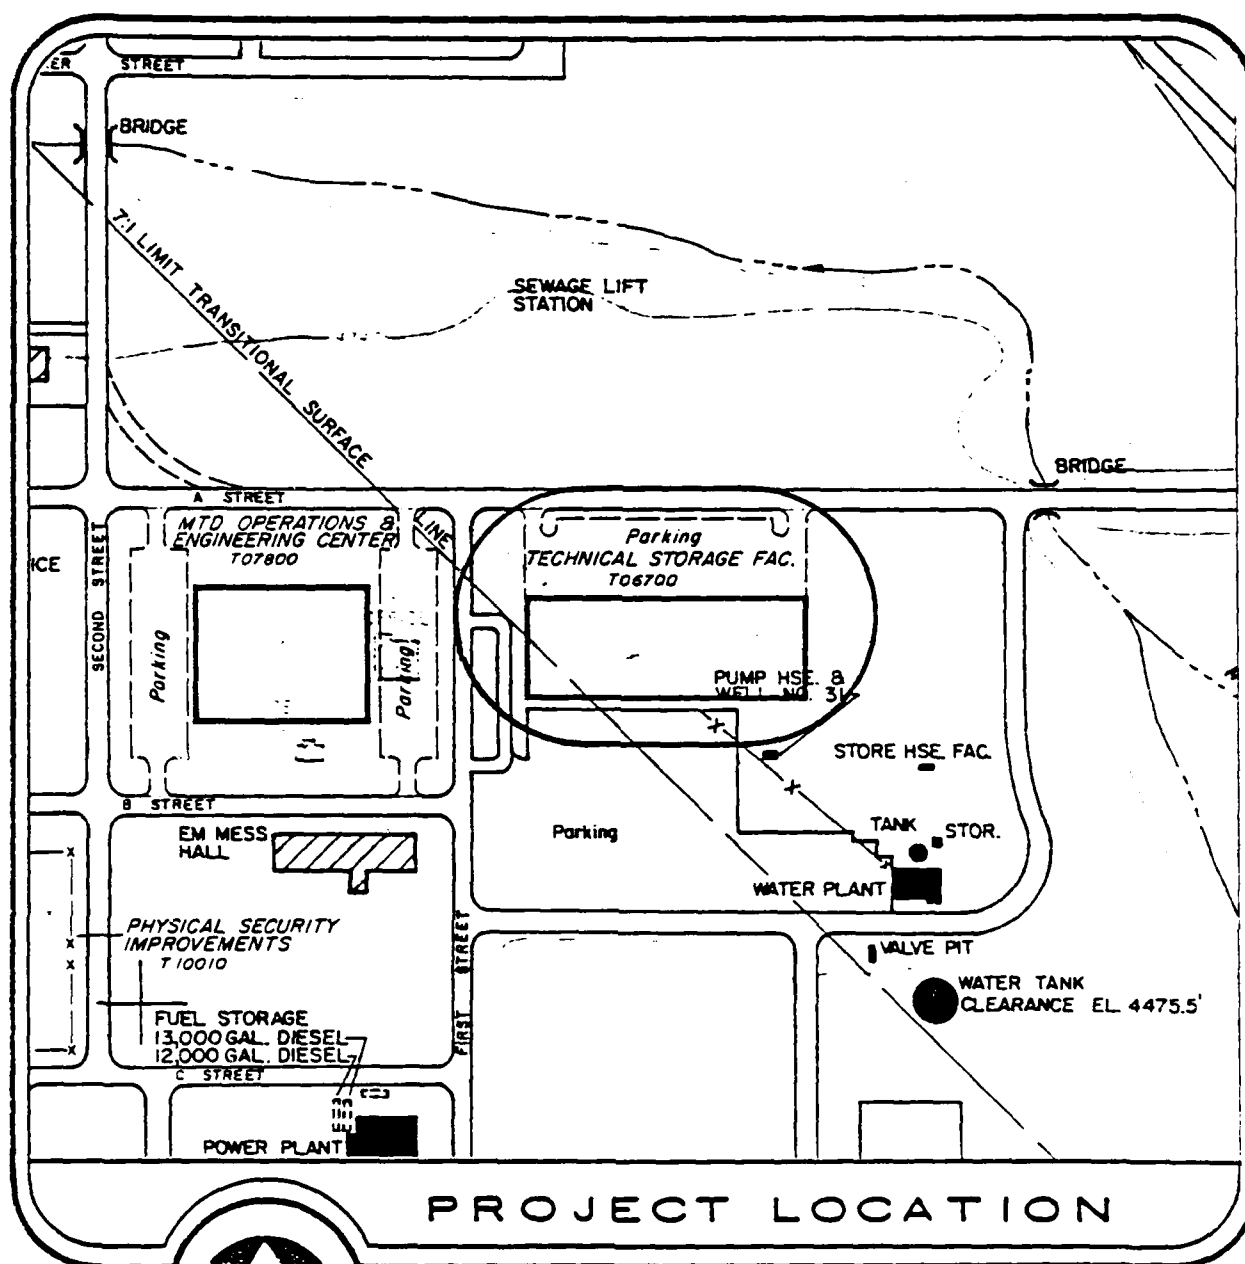 STREET
BRIDGE
7:1 LIMIT TRANSITIONAL SURFACE LINE
SEWAGE LIFT
STATION
BRIDGE
A STREET
MTD OPERATIONS &
ENGINEERING CENTER
T07800
Parking
TECHNICAL STORAGE FAC.
T06700
SECOND STREET
Parking
Parking
PUMP HSE. &
WELL NO. 31
STORE HSE. FAC.
B STREET
EM MESS
HALL
Parking
TANK
STOR.
WATER PLANT
PHYSICAL SECURITY
IMPROVEMENTS
T 10010
FIRST STREET
VALVE PIT
WATER TANK
CLEARANCE EL. 4475.5'
FUEL STORAGE
13,000 GAL. DIESEL
12,000 GAL. DIESEL
C STREET
POWER PLANT
PROJECT LOCATION